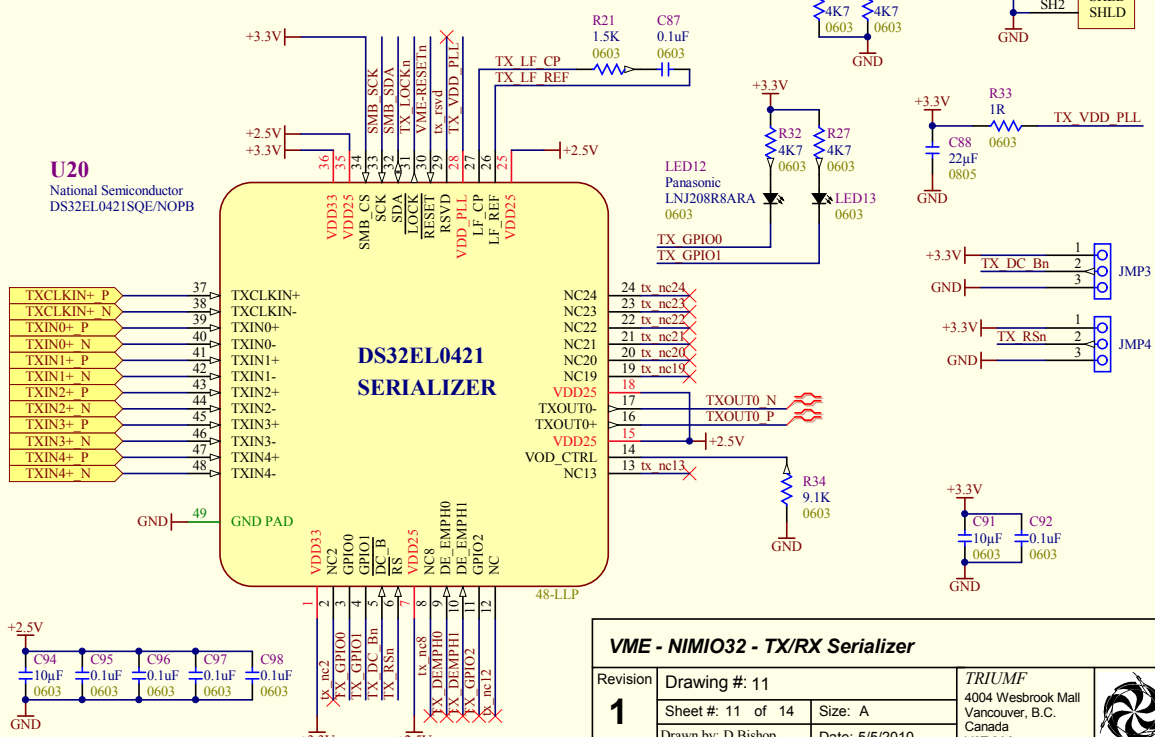 4K7
4K7
0603
0603
GND
SH2
SHLD
GND
R21
1.5K
0603
C87
0.1uF
0603
+3.3V
SMB_SCK
SMB_SDA
TX_LOCKn
VME-RESETn
tx_rsvd
TX_VDD_PLL
TX_LF_CP
TX_LF_REF
+2.5V
+3.3V
+2.5V
36
35
34
33
32
31
30
29
28
27
26
25
VDD33
VDD25
SMB_CS
SCK
SDA
LOCK
RESET
RSVD
VDD_PLL
LF_CP
LF_REF
VDD25
U20
National Semiconductor
DS32EL0421SQE/NOPB
+3.3V
R32
4K7
0603
R27
4K7
0603
LED12
Panasonic
LNJ208R8ARA
0603
LED13
0603
TX_GPIO0
TX_GPIO1
+3.3V
R33
1R
0603
TX_VDD_PLL
C88
22µF
0805
GND
+3.3V
TX_DC_Bn
GND
1
2
3
JMP3
+3.3V
TX_RSn
GND
1
2
3
JMP4
TXCLKIN+_P 37 TXCLKIN+
TXCLKIN+_N 38 TXCLKIN-
TXIN0+_P 39 TXIN0+
TXIN0+_N 40 TXIN0-
TXIN1+_P 41 TXIN1+
TXIN1+_N 42 TXIN1-
TXIN2+_P 43 TXIN2+
TXIN2+_N 44 TXIN2-
TXIN3+_P 45 TXIN3+
TXIN3+_N 46 TXIN3-
TXIN4+_P 47 TXIN4+
TXIN4+_N 48 TXIN4-
GND 49 GND PAD
DS32EL0421
SERIALIZER
NC24 24 tx_nc24
NC23 23 tx_nc23
NC22 22 tx_nc22
NC21 21 tx_nc21
NC20 20 tx_nc20
NC19 19 tx_nc19
VDD25 18
TXOUT0- 17 TXOUT0_N
TXOUT0+ 16 TXOUT0_P
VDD25 15 +2.5V
VOD_CTRL 14
NC13 13 tx_nc13
R34
9.1K
0603
GND
+3.3V
C91
10µF
0603
C92
0.1uF
0603
GND
VDD33
NC2
GPIO0
GPIO1
DC_B
RS
VDD25
NC8
DE_EMPH0
DE_EMPH1
GPIO2
NC
48-LLP
1
2
3
4
5
6
7
8
9
10
11
12
tx_nc2
TX_GPIO0
TX_GPIO1
TX_DC_Bn
TX_RSn
tx_nc8
TX_DEMPH0
TX_DEMPH1
TX_GPIO2
tx_nc12
+2.5V
C94
10µF
0603
C95
0.1uF
0603
C96
0.1uF
0603
C97
0.1uF
0603
C98
0.1uF
0603
GND
VME - NIMIO32 - TX/RX Serializer
Revision
1
Drawing #: 11
Sheet #: 11 of 14
Size: A
Drawn by: D.Bishop
Date: 5/5/2010
TRIUMF
4004 Wesbrook Mall
Vancouver, B.C.
Canada